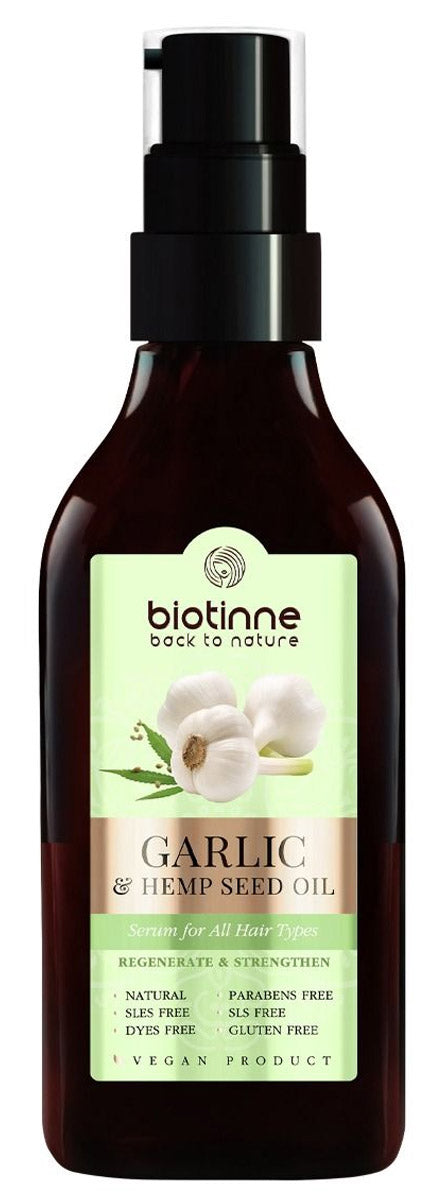 biotinne
back to nature
GARLIC
& HEMP SEED OIL
Serum for All Hair Types
REGENERATE & STRENGTHEN
NATURAL PARABENS FREE
SLES FREE SLS FREE
DYES FREE GLUTEN FREE
VEGAN PRODUCT